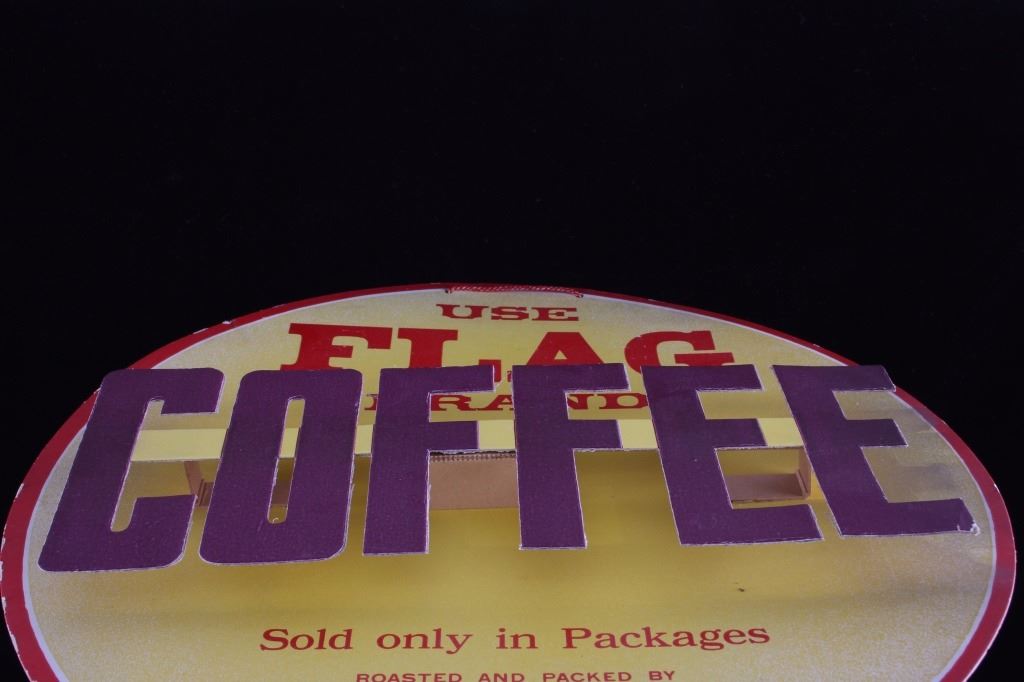 USE
FLAG
BRAND
COFFEE
Sold only in Packages
ROASTED AND PACKED BY